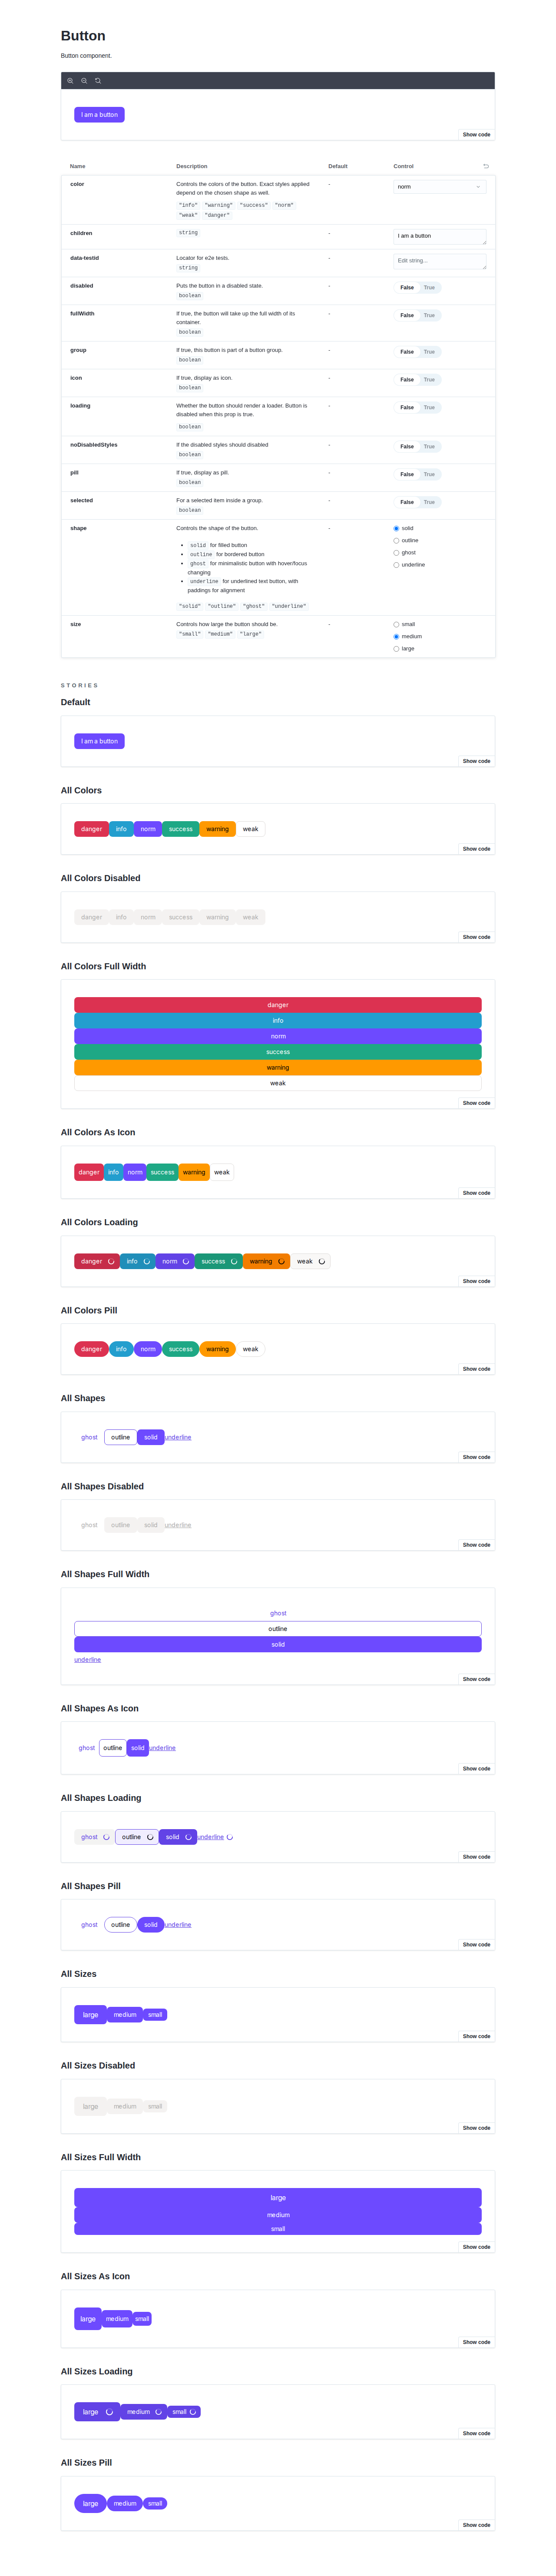 Button
Button component.
I am a button
Show code
Name Description Default Control
color Controls the colors of the button. Exact styles applied - norm
depend on the chosen shape as well.
"info" "warning" "success" "norm"
"weak" "danger"
children string - I am a button
data-testid Locator for e2e tests. - Edit string...
string
disabled Puts the button in a disabled state. - False True
boolean
fullWidth If true, the button will take up the full width of its - False True
container.
boolean
group If true, this button is part of a button group. - False True
boolean
icon If true, display as icon. - False True
boolean
loading Whether the button should render a loader. Button is - False True
disabled when this prop is true.
boolean
noDisabledStyles If the disabled styles should disabled - False True
boolean
pill If true, display as pill. - False True
boolean
selected For a selected item inside a group. - False True
boolean
shape Controls the shape of the button. - solid
outline
ghost
underline
• solid for filled button
• outline for bordered button
• ghost for minimalistic button with hover/focus
changing
• underline for underlined text button, with
paddings for alignment
"solid" "outline" "ghost" "underline"
size Controls how large the button should be. - small
"small" "medium" "large" medium
large
STORIES
Default
I am a button
Show code
All Colors
danger info norm success warning weak
Show code
All Colors Disabled
danger info norm success warning weak
Show code
All Colors Full Width
danger
info
norm
success
warning
weak
Show code
All Colors As Icon
danger info norm success warning weak
Show code
All Colors Loading
danger info norm success warning weak
Show code
All Colors Pill
danger info norm success warning weak
Show code
All Shapes
ghost outline solid underline
Show code
All Shapes Disabled
ghost outline solid underline
Show code
All Shapes Full Width
ghost
outline
solid
underline
Show code
All Shapes As Icon
ghost outline solid underline
Show code
All Shapes Loading
ghost outline solid underline
Show code
All Shapes Pill
ghost outline solid underline
Show code
All Sizes
large medium small
Show code
All Sizes Disabled
large medium small
Show code
All Sizes Full Width
large
medium
small
Show code
All Sizes As Icon
large medium small
Show code
All Sizes Loading
large medium small
Show code
All Sizes Pill
large medium small
Show code